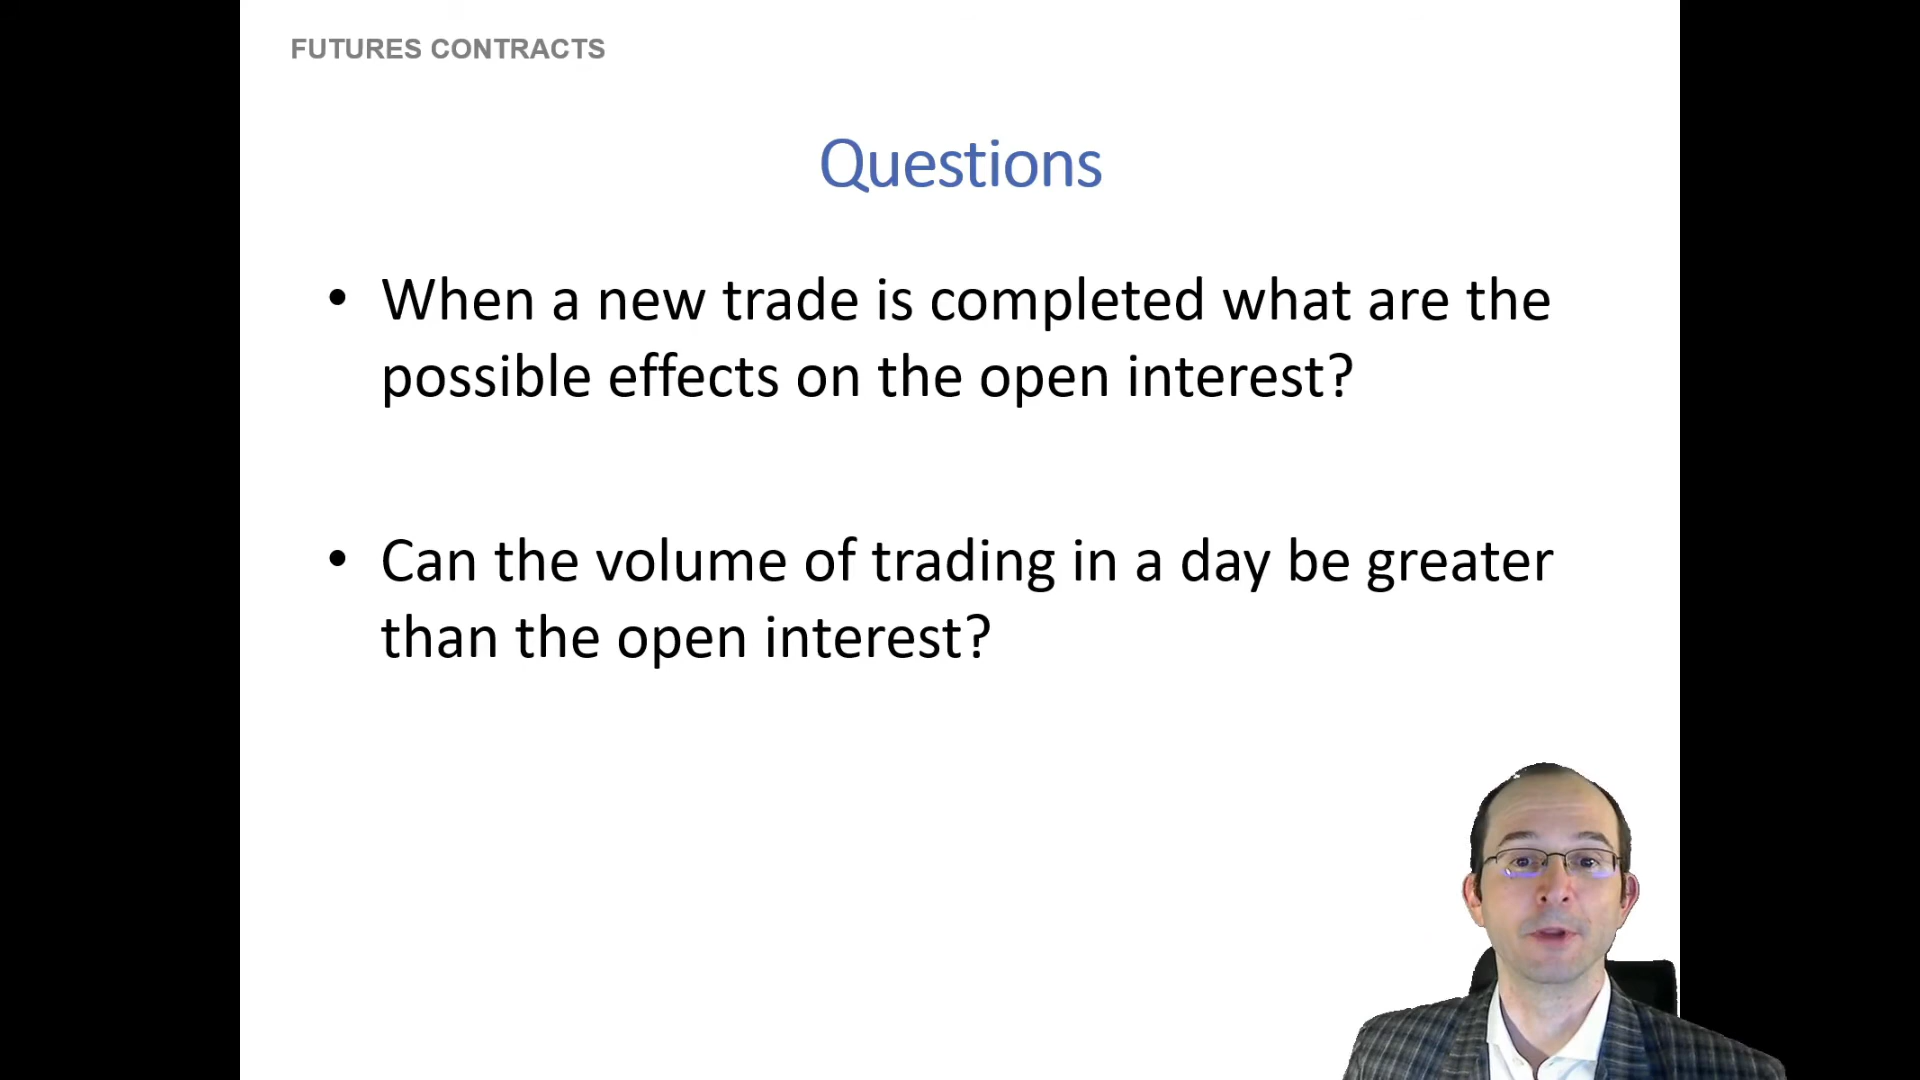 FUTURES CONTRACTS
Questions
• When a new trade is completed what are the
possible effects on the open interest?
• Can the volume of trading in a day be greater
than the open interest?